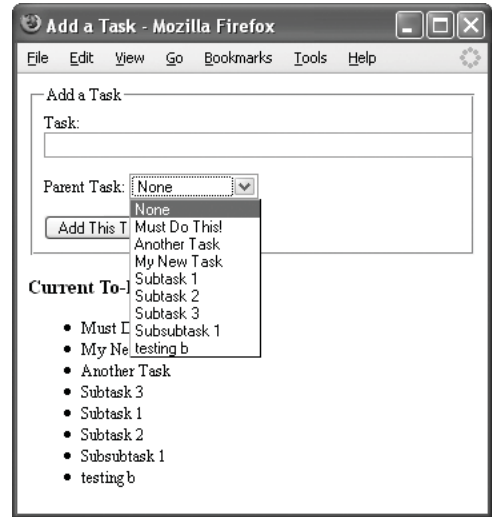 Add a Task - Mozilla Firefox
File Edit View Go Bookmarks Tools Help
Add a Task
Task:
Parent Task: None
None
Must Do This!
Another Task
My New Task
Subtask 1
Subtask 2
Subtask 3
Subsubtask 1
testing b
Add This T
Current To-
• Must D
• My Ne
• Another Task
• Subtask 3
• Subtask 1
• Subtask 2
• Subsubtask 1
• testing b